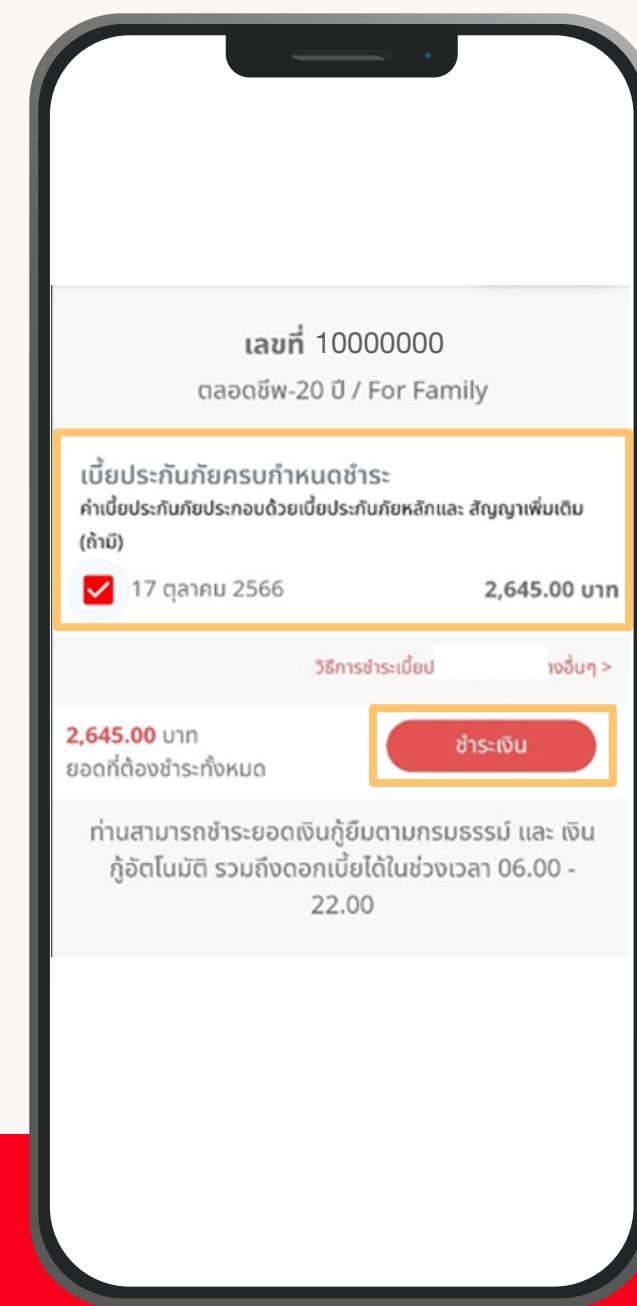 เลขที่ 10000000
ตลอดชีพ-20 ปี / For Family
เบี้ยประกันภัยครบกำหนดชำระ
ค่าเบี้ยประกันภัยประกอบด้วยเบี้ยประกันภัยหลักและ สัญญาเพิ่มเติม
(ถ้ามี)
17 ตุลาคม 2566 2,645.00 บาท
วิธีการชำระเบี้ยป างอื่นๆ >
2,645.00 บาท
ชำระเงิน
ยอดที่ต้องชำระทั้งหมด
ท่านสามารถชำระยอดเงินกู้ยืมตามกรมธรรม์ และ เงิน
กู้อัตโนมัติ รวมถึงดอกเบี้ยได้ในช่วงเวลา 06.00 -
22.00